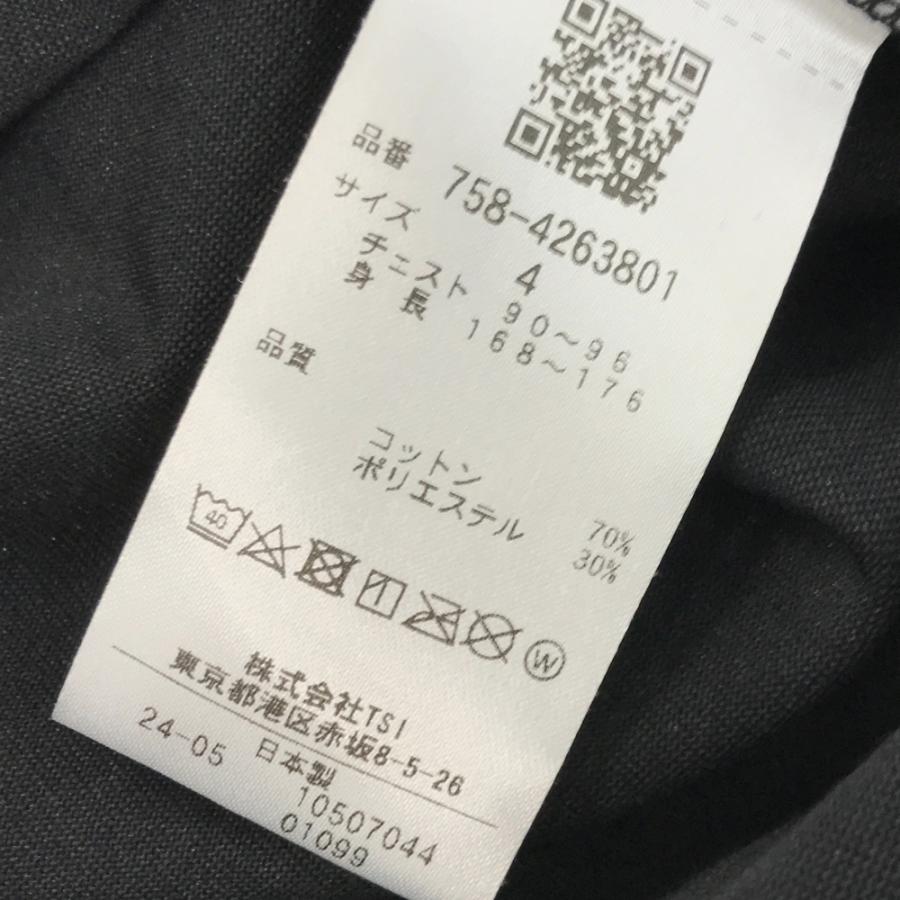 品番 758-4263801
サイズ 4
チェスト 90～96
身長 168～176
品質
コットン 70%
ポリエステル 30%
40
W
株式会社TSI
東京都港区赤坂8-5-26
24-05 日本製
10507044
01099